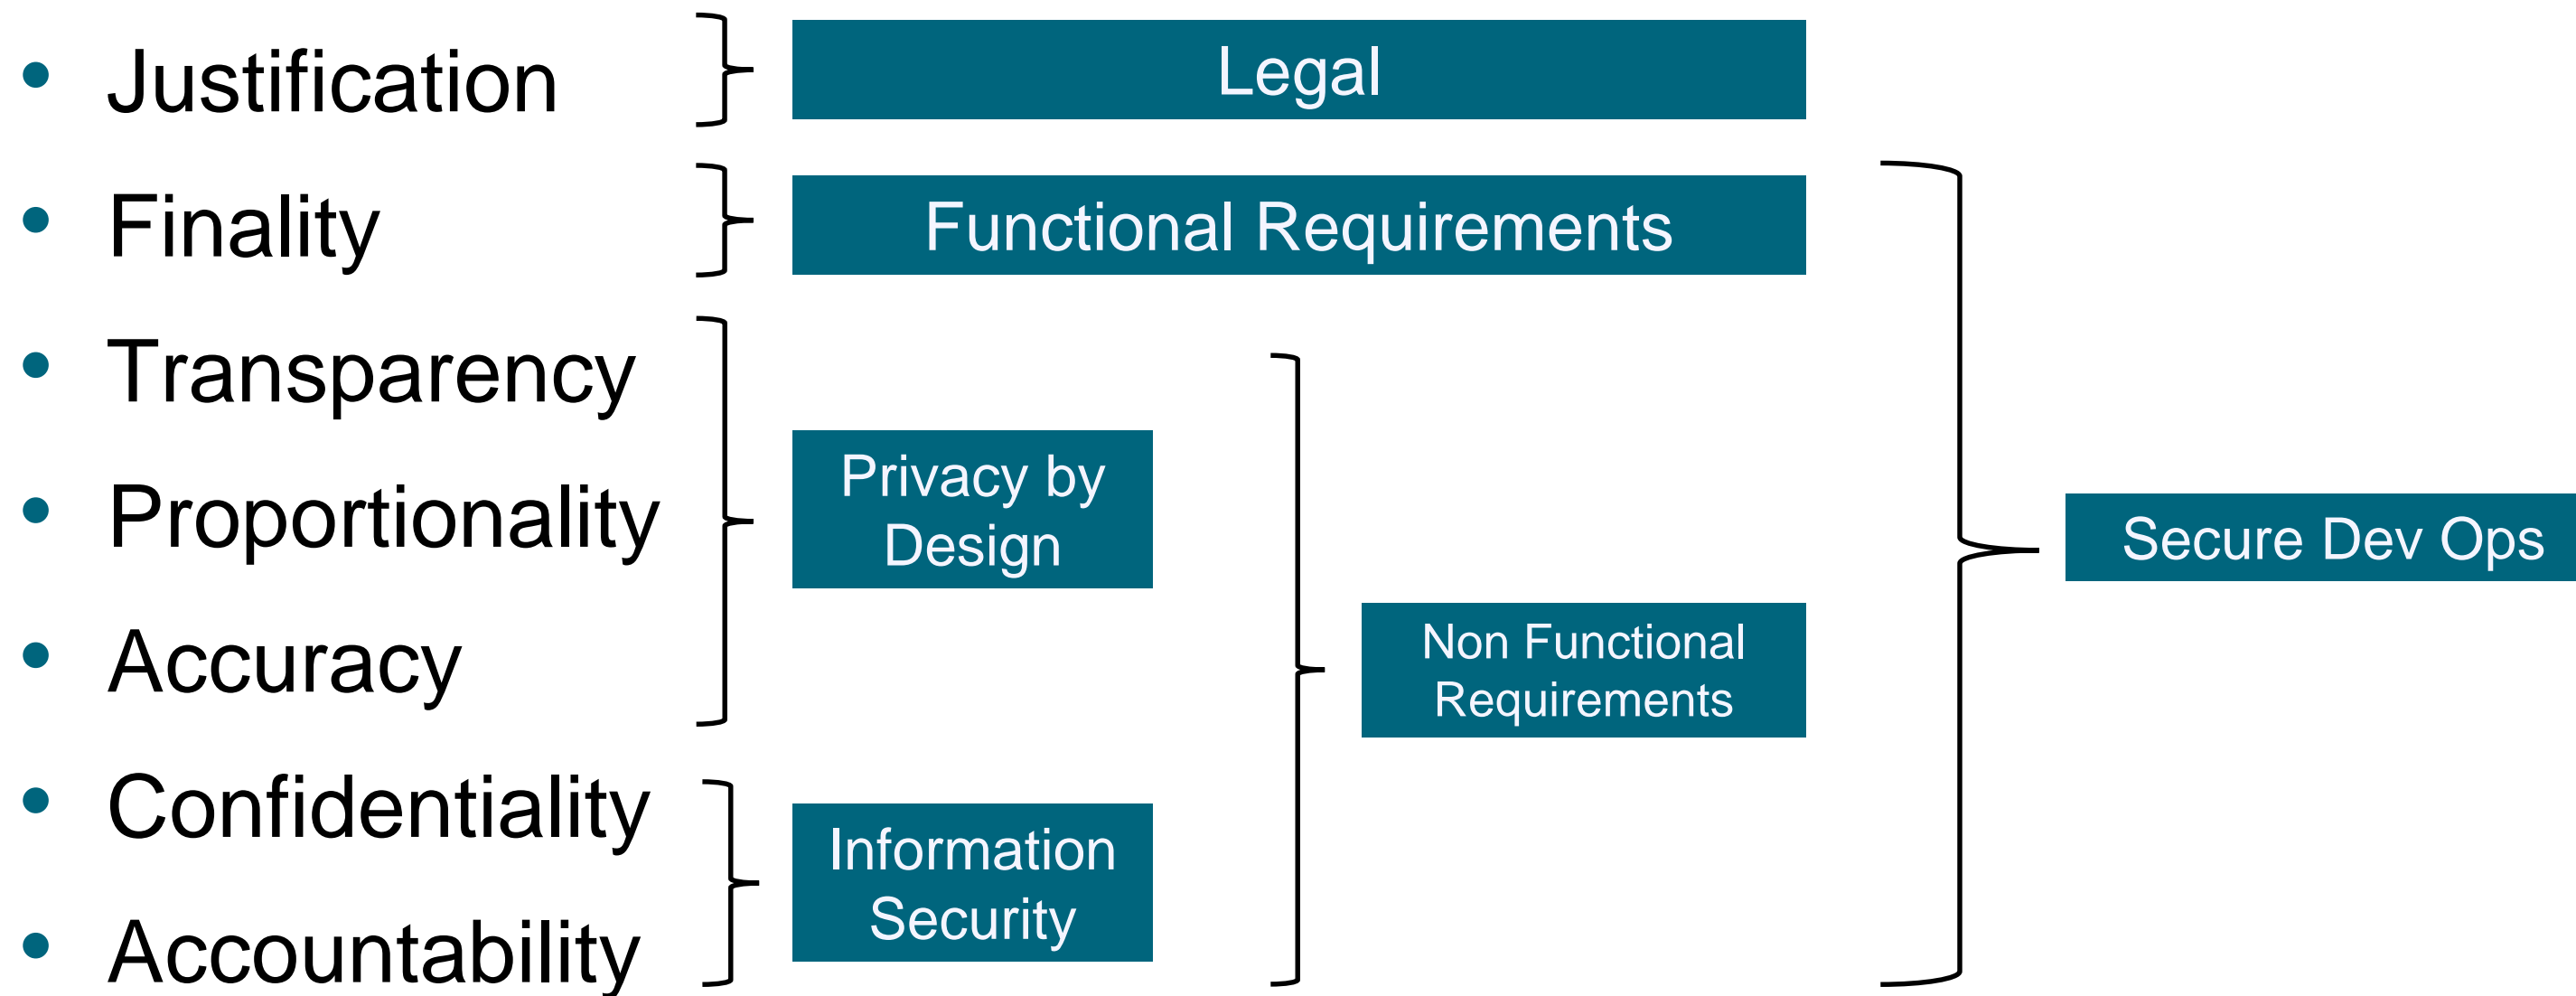 Justification
Legal
Finality
Functional Requirements
Transparency
Proportionality
Privacy by
Design
Accuracy
Non Functional
Requirements
Confidentiality
Information
Security
Accountability
Secure Dev Ops